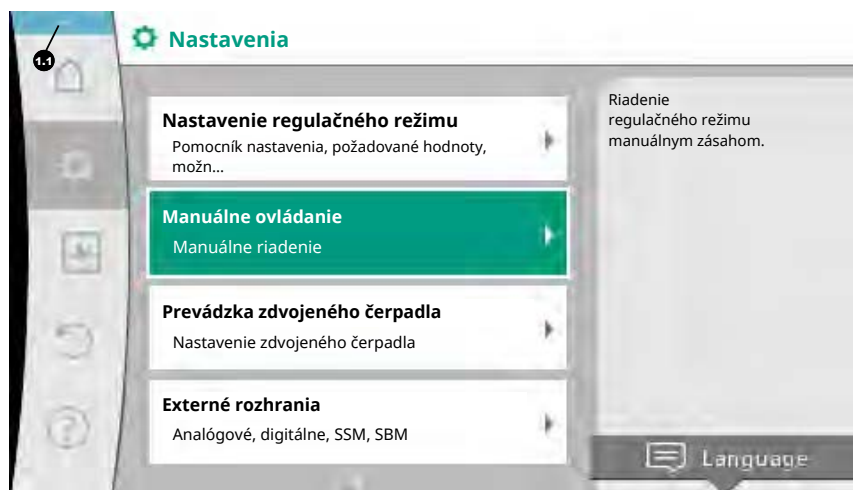 1.1
Nastavenia
Nastavenie regulačného režimu
Pomocník nastavenia, požadované hodnoty,
možn...
Manuálne ovládanie
Manuálne riadenie
Prevádzka zdvojeného čerpadla
Nastavenie zdvojeného čerpadla
Externé rozhrania
Analógové, digitálne, SSM, SBM
Riadenie
regulačného režimu
manuálnym zásahom.
Language